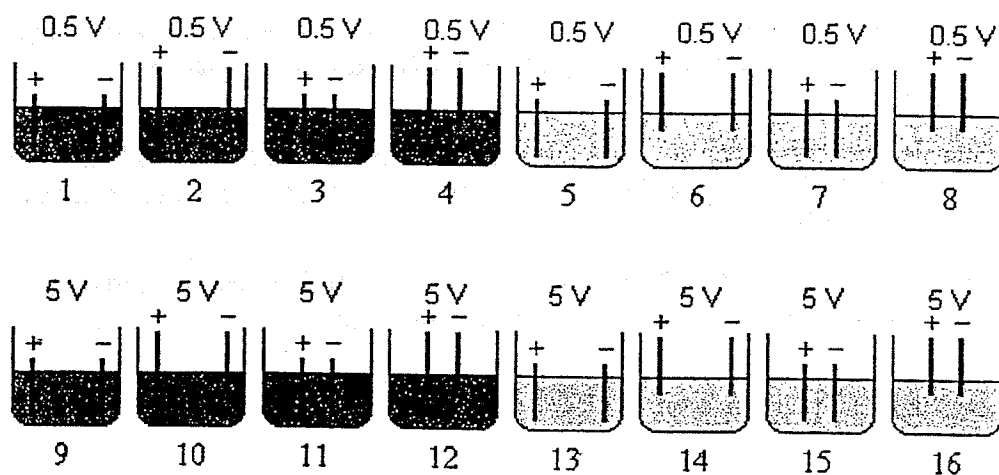 0.5 V 0.5 V 0.5 V 0.5 V 0.5 V 0.5 V 0.5 V 0.5 V
+ − + − + − + − + − + − + − + −
1 2 3 4 5 6 7 8
5 V 5 V 5 V 5 V 5 V 5 V 5 V 5 V
+ − + − + − + − + − + − + − + −
9 10 11 12 13 14 15 16